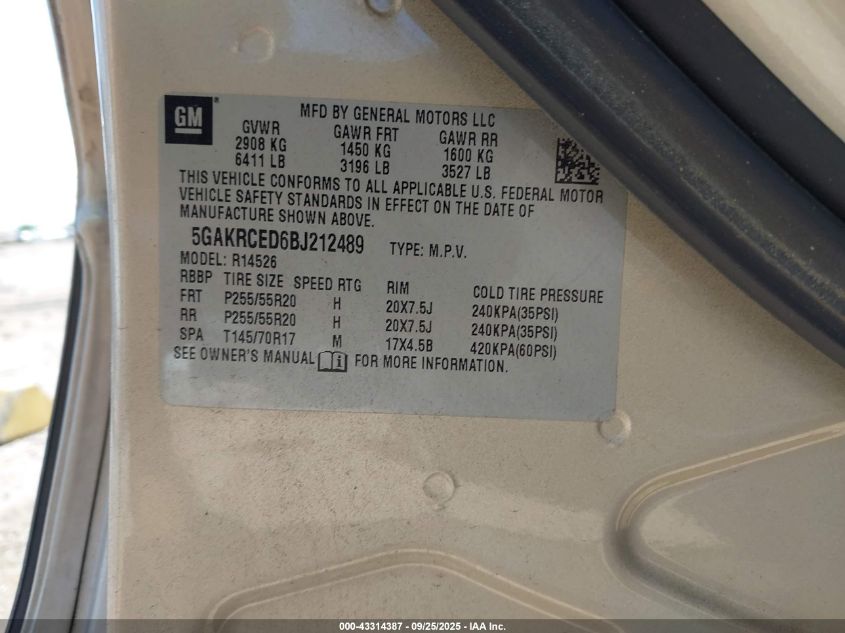 GM
MFD BY GENERAL MOTORS LLC
GVWR GAWR FRT GAWR RR
2908 KG 1450 KG 1600 KG
6411 LB 3196 LB 3527 LB
THIS VEHICLE CONFORMS TO ALL APPLICABLE U.S. FEDERAL MOTOR
VEHICLE SAFETY STANDARDS IN EFFECT ON THE DATE OF
MANUFACTURE SHOWN ABOVE.
5GAKRCED6BJ212489 TYPE: M.P.V.
MODEL: R14526
RBBP TIRE SIZE SPEED RTG RIM COLD TIRE PRESSURE
FRT P255/55R20 H 20X7.5J 240KPA(35PSI)
RR P255/55R20 H 20X7.5J 240KPA(35PSI)
SPA T145/70R17 M 17X4.5B 420KPA(60PSI)
SEE OWNER'S MANUAL i FOR MORE INFORMATION.
000-43314387 - 09/25/2025 - IAA Inc.